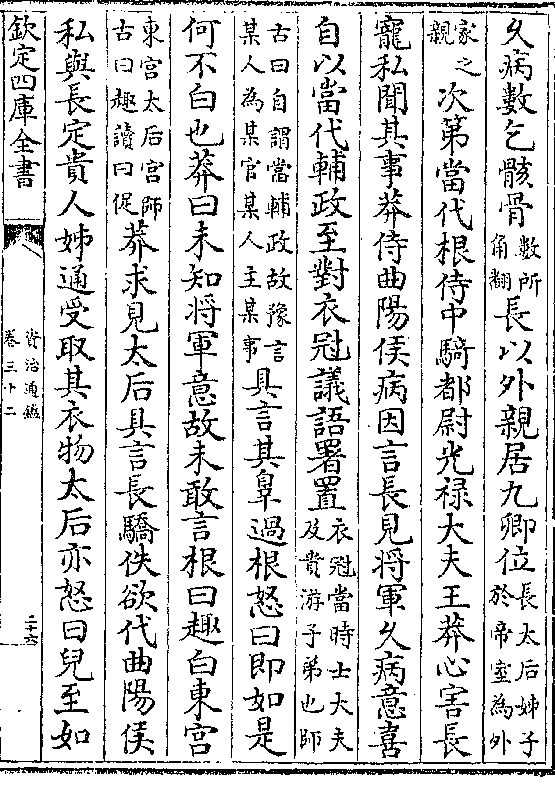 久病數乞骸骨數所角翻長以外親居九卿位長太后姊子於帝室為外
家之親次第當代根侍中騎都尉光祿大夫王莽心害長
寵私聞其事莽侍曲陽侯病因言長見将軍久病意喜
自以當代輔政至對衣冠議語署置衣冠當時士大夫及貴游子弟也師
古曰自謂當輔政故豫言某人為某官某人主某事具言其辠過根怒曰即如是
何不白也莽曰未知将軍意故未敢言根曰趣白東宫
東宫太后宫師古曰趣讀曰促莽求見太后具言長驕佚欲代曲陽侯
私與長定貴人姊通受取其衣物太后亦怒曰兒至如
欽定四庫全書
資治通鑑
卷三十二
二十六